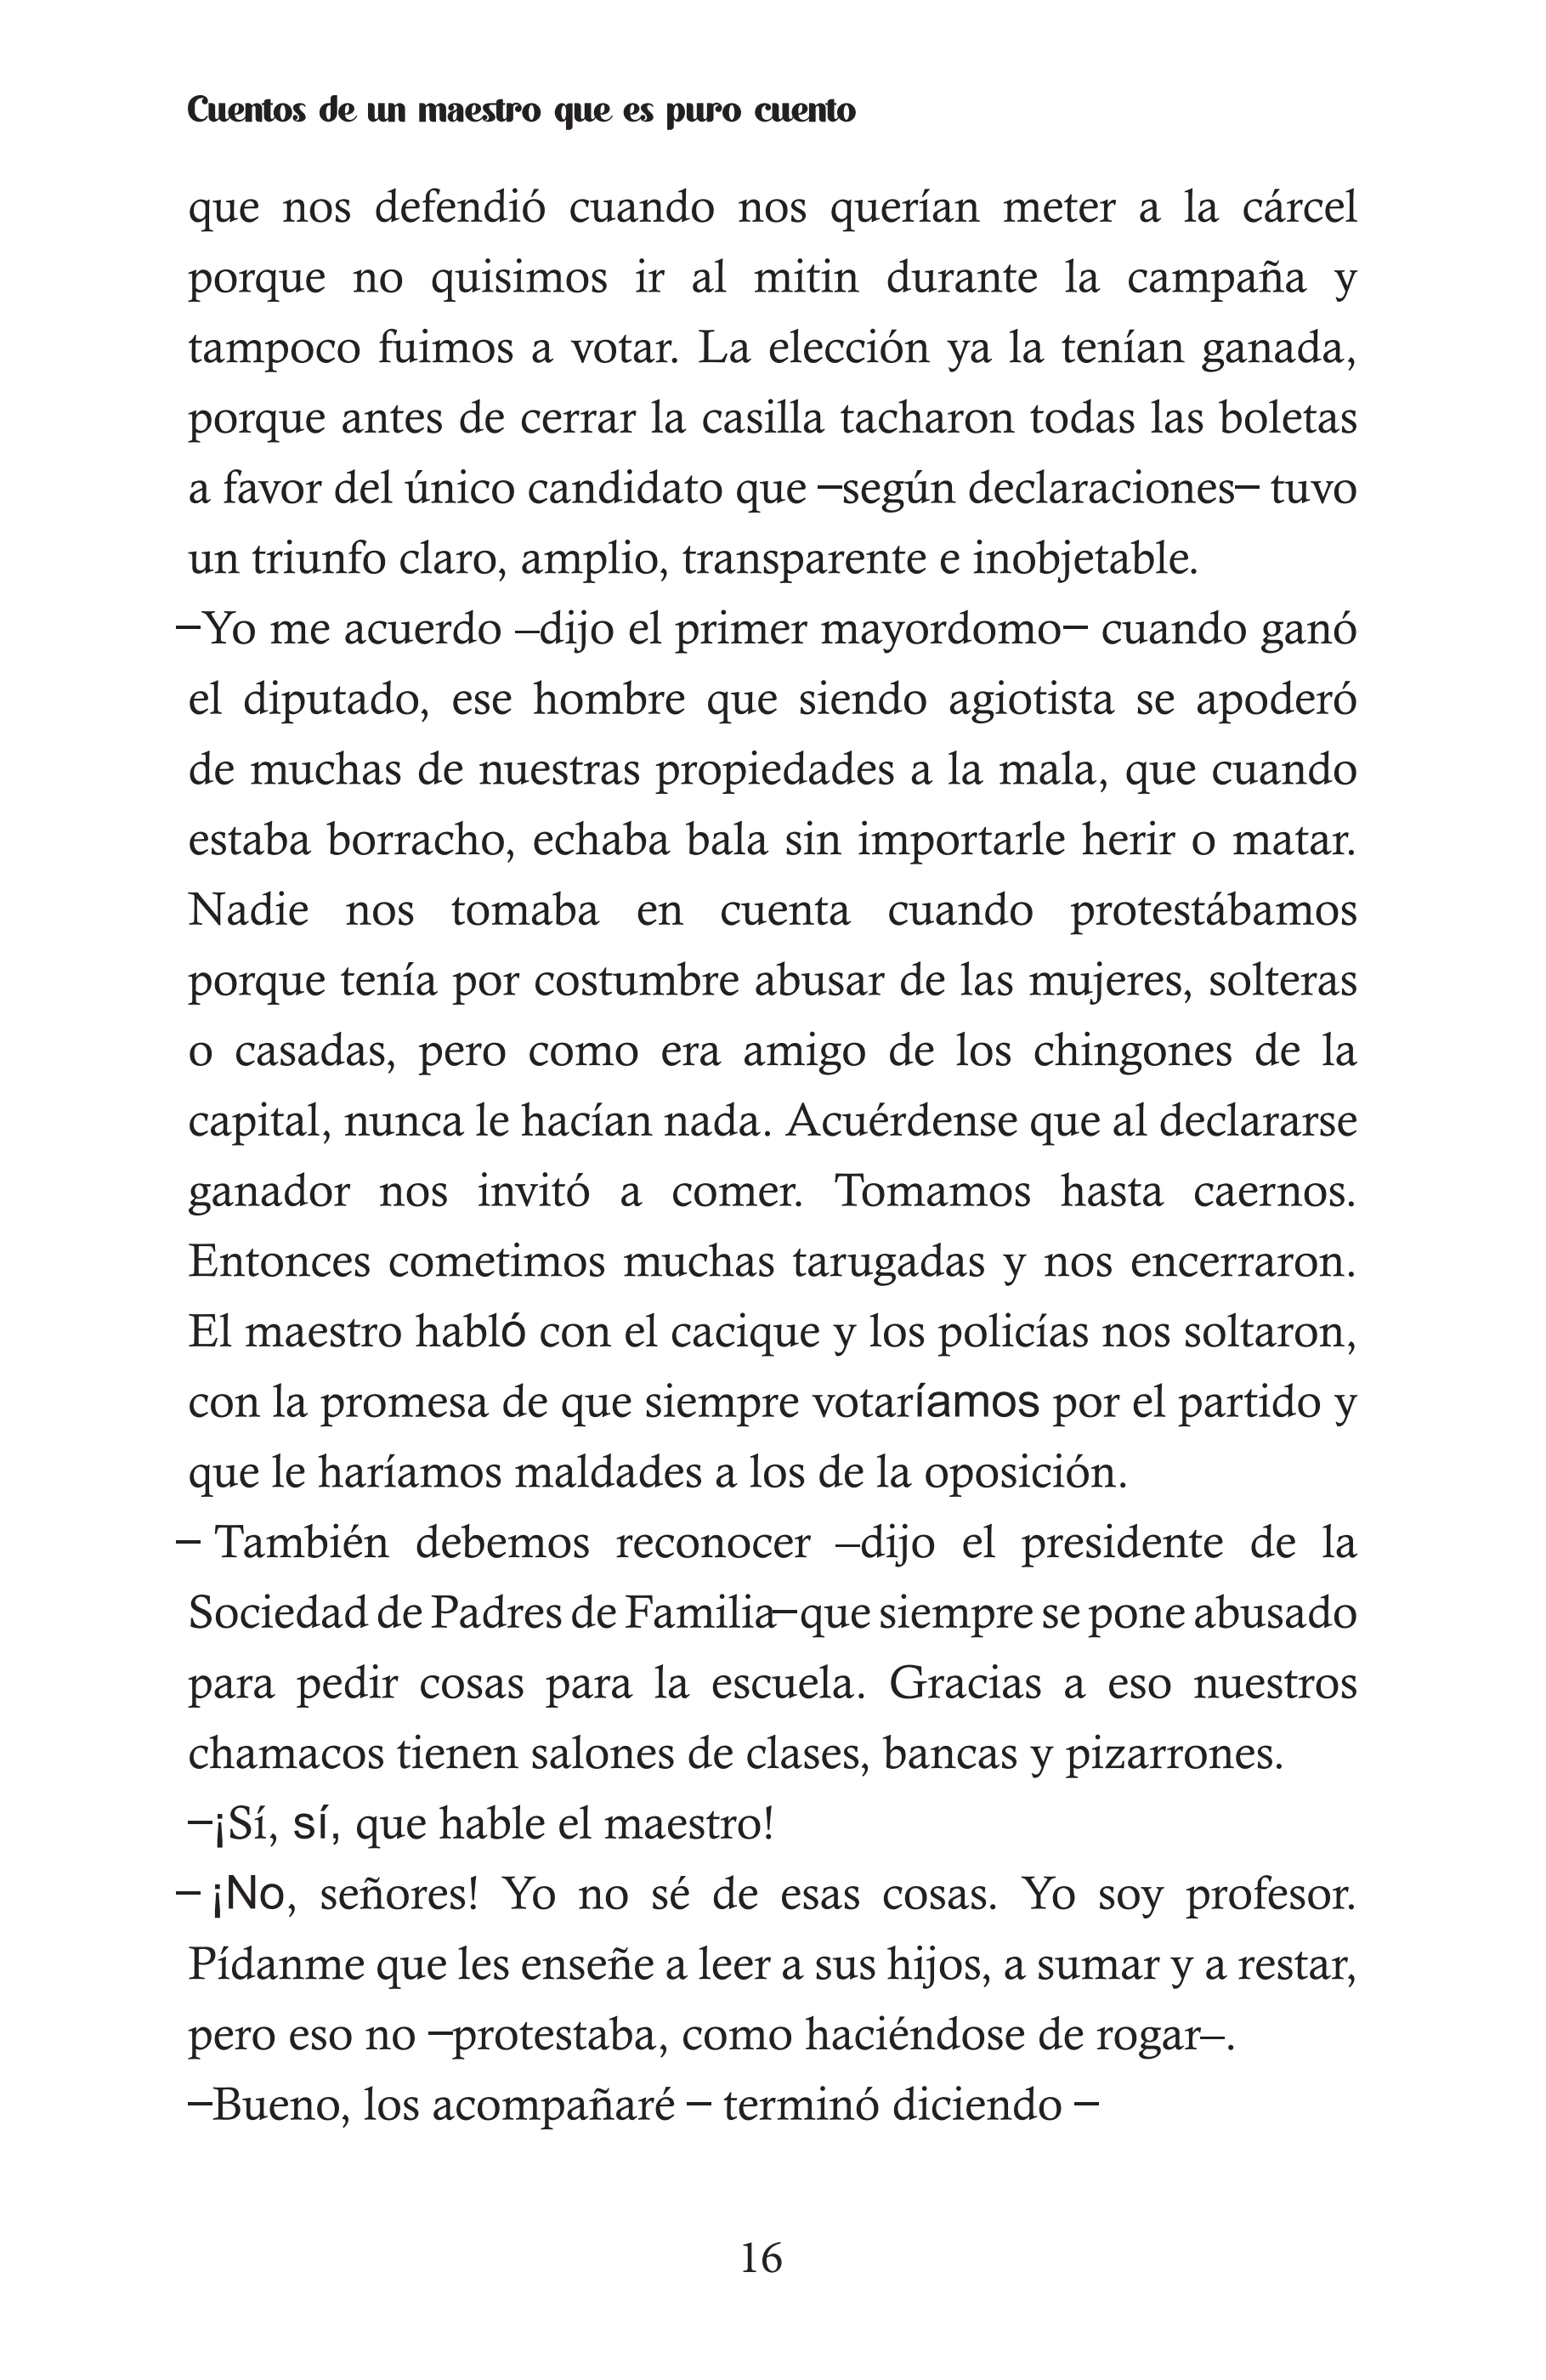 Cuentos de un maestro que es puro cuento
que nos defendió cuando nos querían meter a la cárcel
porque no quisimos ir al mitin durante la campaña y
tampoco fuimos a votar. La elección ya la tenían ganada,
porque antes de cerrar la casilla tacharon todas las boletas
a favor del único candidato que –según declaraciones– tuvo
un triunfo claro, amplio, transparente e inobjetable.
–Yo me acuerdo –dijo el primer mayordomo– cuando ganó
el diputado, ese hombre que siendo agiotista se apoderó
de muchas de nuestras propiedades a la mala, que cuando
estaba borracho, echaba bala sin importarle herir o matar.
Nadie nos tomaba en cuenta cuando protestábamos
porque tenía por costumbre abusar de las mujeres, solteras
o casadas, pero como era amigo de los chingones de la
capital, nunca le hacían nada. Acuérdense que al declararse
ganador nos invitó a comer. Tomamos hasta caernos.
Entonces cometimos muchas tarugadas y nos encerraron.
El maestro habló con el cacique y los policías nos soltaron,
con la promesa de que siempre votaríamos por el partido y
que le haríamos maldades a los de la oposición.
– También debemos reconocer –dijo el presidente de la
Sociedad de Padres de Familia–que siempre se pone abusado
para pedir cosas para la escuela. Gracias a eso nuestros
chamacos tienen salones de clases, bancas y pizarrones.
–¡Sí, sí, que hable el maestro!
– ¡No, señores! Yo no sé de esas cosas. Yo soy profesor.
Pídanme que les enseñe a leer a sus hijos, a sumar y a restar,
pero eso no –protestaba, como haciéndose de rogar–.
–Bueno, los acompañaré – terminó diciendo –
16